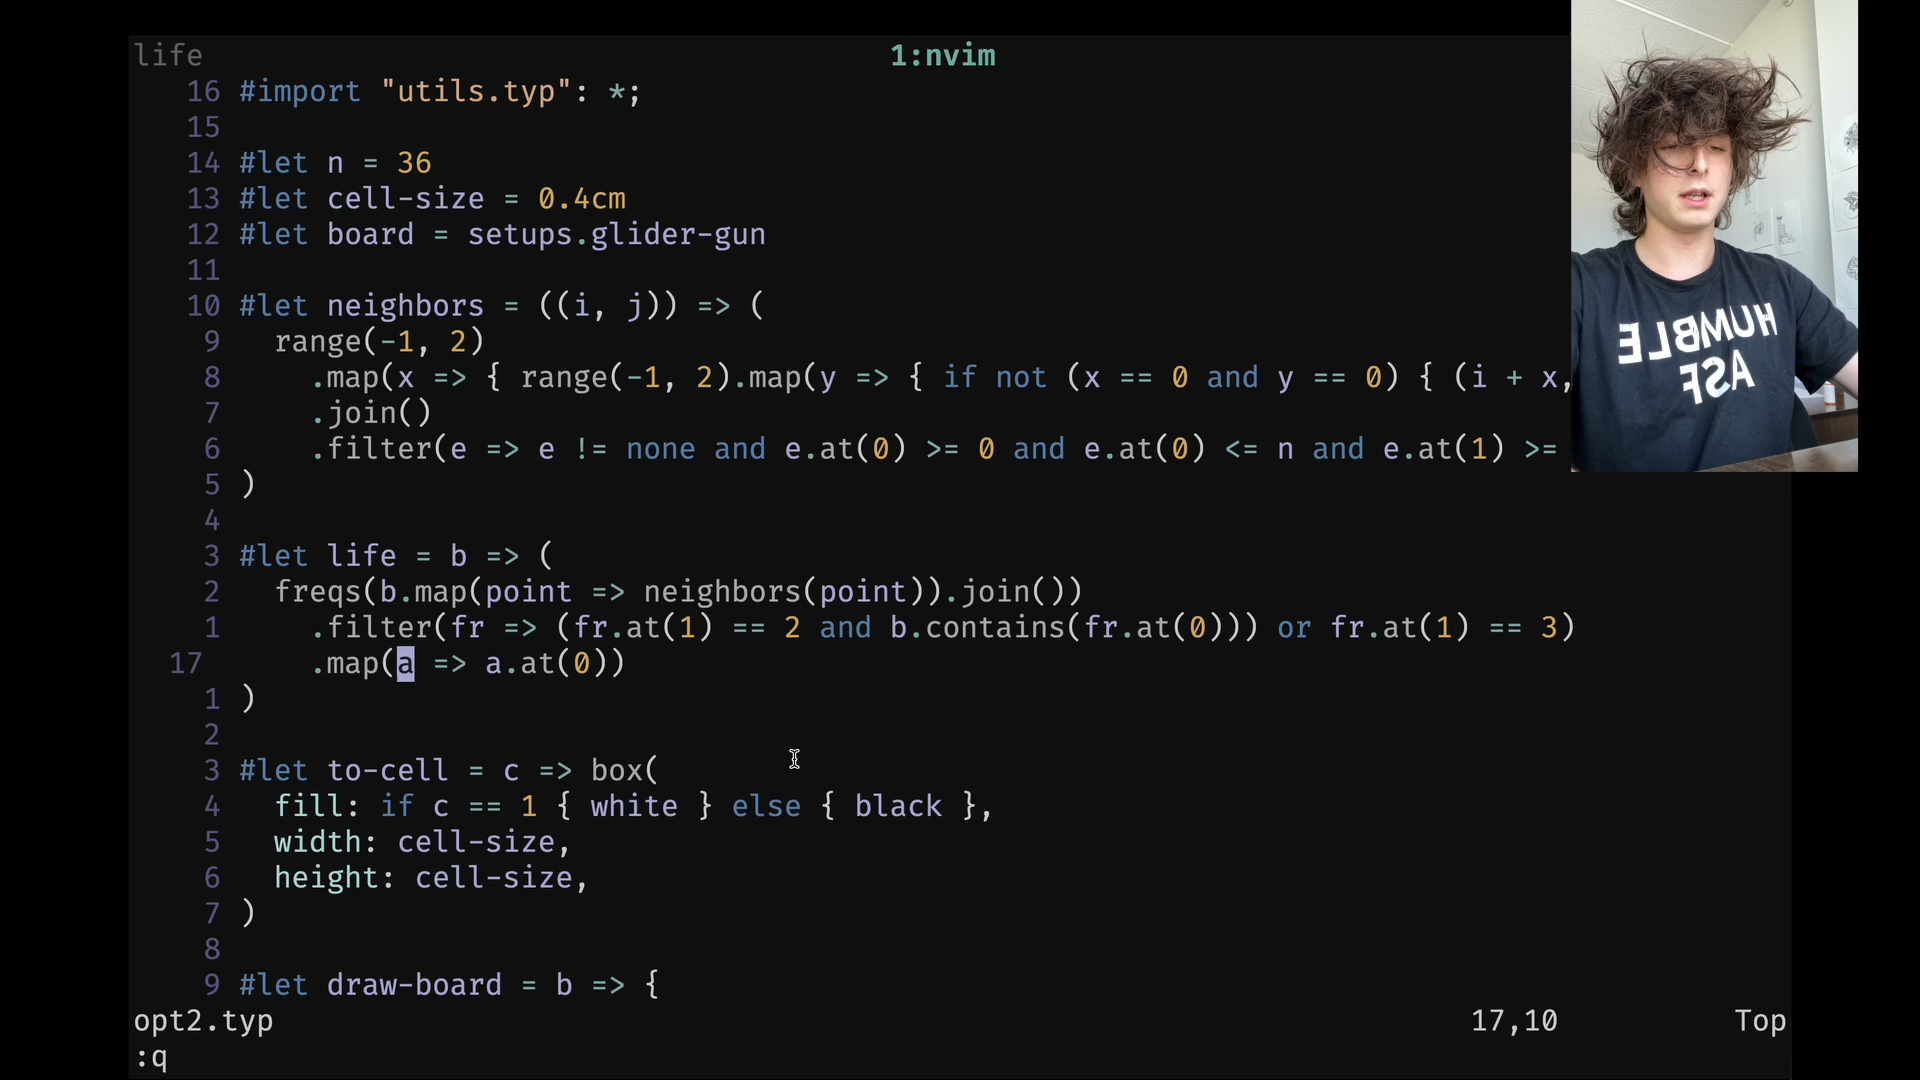 life 1:nvim
16 #import "utils.typ": *;
15
14 #let n = 36
13 #let cell-size = 0.4cm
12 #let board = setups.glider-gun
11
10 #let neighbors = ((i, j)) => (
9 range(-1, 2)
8 .map(x => { range(-1, 2).map(y => { if not (x == 0 and y == 0) { (i + x,
7 .join()
6 .filter(e => e != none and e.at(0) >= 0 and e.at(0) <= n and e.at(1) >=
5 )
4
3 #let life = b => (
2 freqs(b.map(point => neighbors(point)).join())
1 .filter(fr => (fr.at(1) == 2 and b.contains(fr.at(0))) or fr.at(1) == 3)
17 .map(a => a.at(0))
1 )
2
3 #let to-cell = c => box(
4 fill: if c == 1 { white } else { black },
5 width: cell-size,
6 height: cell-size,
7 )
8
9 #let draw-board = b => {
opt2.typ 17,10 Top
:q
HUMBLE
ASF